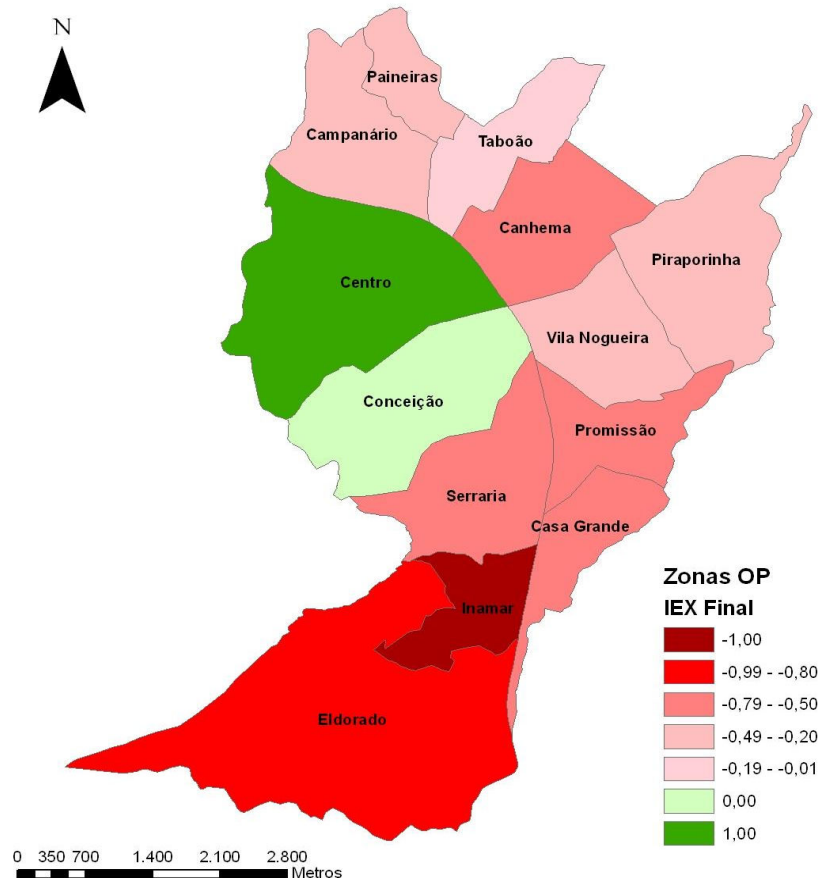 N
Paineiras
Campanário
Taboão
Canhema
Piraporinha
Centro
Vila Nogueira
Conceição
Promissão
Serraria
Casa Grande
Inamar
Eldorado
Zonas OP
IEX Final
-1,00
-0,99 - -0,80
-0,79 - -0,50
-0,49 - -0,20
-0,19 - -0,01
0,00
1,00
0 350 700 1.400 2.100 2.800
Metros